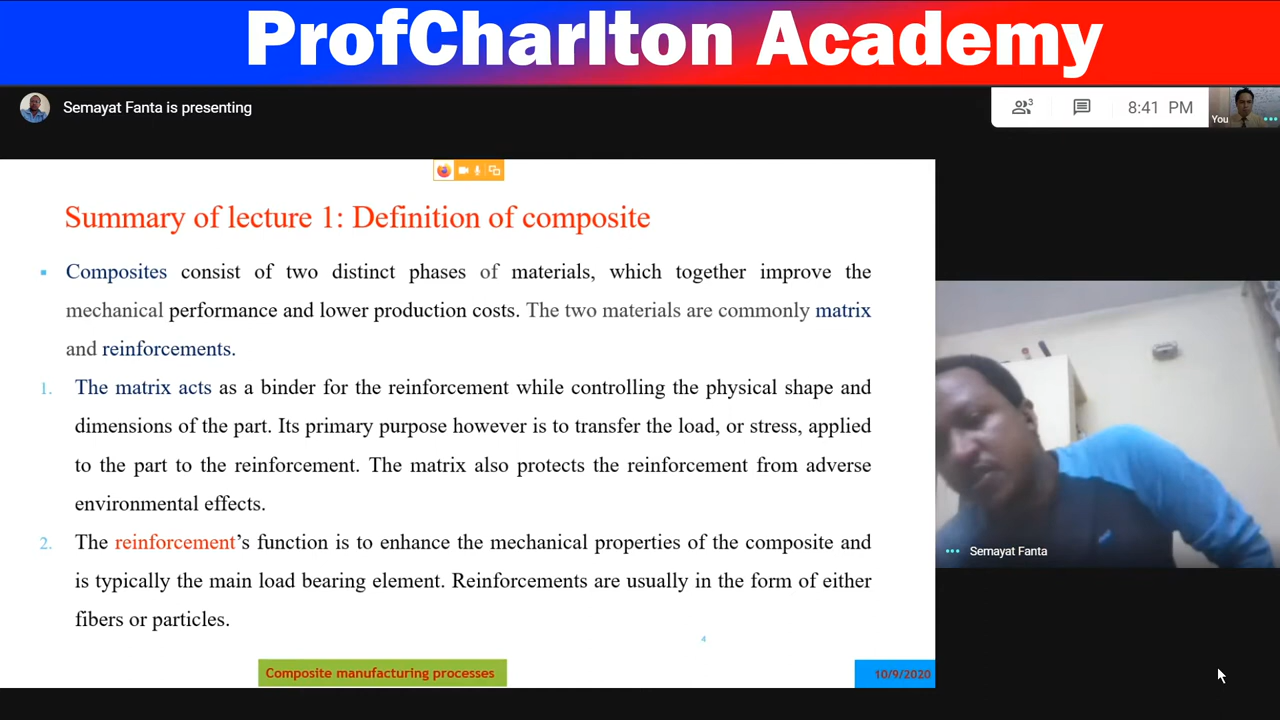 ProfCharlton Academy
Semayat Fanta is presenting
3
8:41 PM
You
Summary of lecture 1: Definition of composite
Composites consist of two distinct phases of materials, which together improve the
mechanical performance and lower production costs. The two materials are commonly matrix
and reinforcements.
1. The matrix acts as a binder for the reinforcement while controlling the physical shape and
dimensions of the part. Its primary purpose however is to transfer the load, or stress, applied
to the part to the reinforcement. The matrix also protects the reinforcement from adverse
environmental effects.
2. The reinforcement's function is to enhance the mechanical properties of the composite and
is typically the main load bearing element. Reinforcements are usually in the form of either
fibers or particles.
4
Composite manufacturing processes
10/9/2020
Semayat Fanta